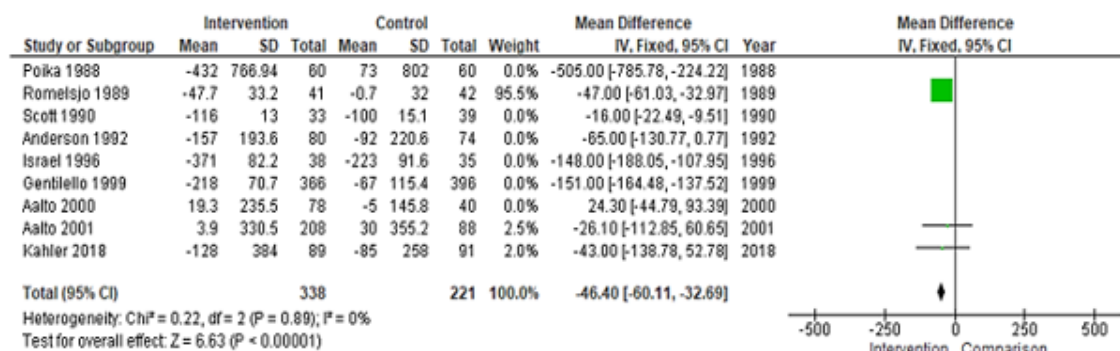 Intervention Control Mean Difference Mean Difference
Study or Subgroup Mean SD Total Mean SD Total Weight IV, Fixed, 95% CI Year IV, Fixed, 95% CI
Poika 1988 -432 766.94 60 73 802 60 0.0% -505.00 [-785.78, -224.22] 1988
Romelsjo 1989 -47.7 33.2 41 -0.7 32 42 95.5% -47.00 [-61.03, -32.97] 1989
Scott 1990 -116 13 33 -100 15.1 39 0.0% -16.00 [-22.49, -9.51] 1990
Anderson 1992 -157 193.6 80 -92 220.6 74 0.0% -65.00 [-130.77, 0.77] 1992
Israel 1996 -371 82.2 38 -223 91.6 35 0.0% -148.00 [-188.05, -107.95] 1996
Gentilello 1999 -218 70.7 366 -67 115.4 396 0.0% -151.00 [-164.48, -137.52] 1999
Aalto 2000 19.3 235.5 78 -5 145.8 40 0.0% 24.30 [-44.79, 93.39] 2000
Aalto 2001 3.9 330.5 208 30 355.2 88 2.5% -26.10 [-112.85, 60.65] 2001
Kahler 2018 -128 384 89 -85 258 91 2.0% -43.00 [-138.78, 52.78] 2018
Total (95% CI) 338 221 100.0% -46.40 [-60.11, -32.69]
Heterogeneity: Chi² = 0.22, df = 2 (P = 0.89); I² = 0%
Test for overall effect: Z = 6.63 (P < 0.00001)
-500 -250 0 250 500
Intervention Comparison